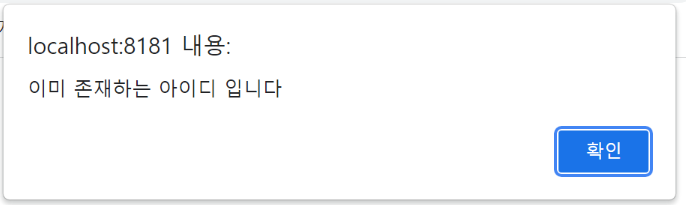 localhost:8181 내용:
이미 존재하는 아이디 입니다
확인